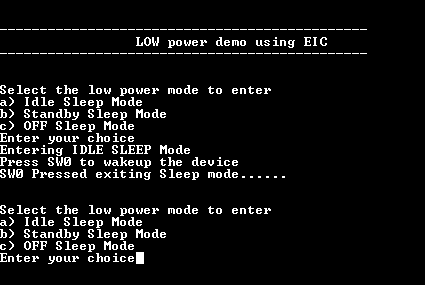 LOW power demo using EIC
Select the low power mode to enter
a) Idle Sleep Mode
b) Standby Sleep Mode
c) OFF Sleep Mode
Enter your choice
Entering IDLE SLEEP Mode
Press SW0 to wakeup the device
SW0 Pressed exiting Sleep mode......
Select the low power mode to enter
a) Idle Sleep Mode
b) Standby Sleep Mode
c) OFF Sleep Mode
Enter your choice